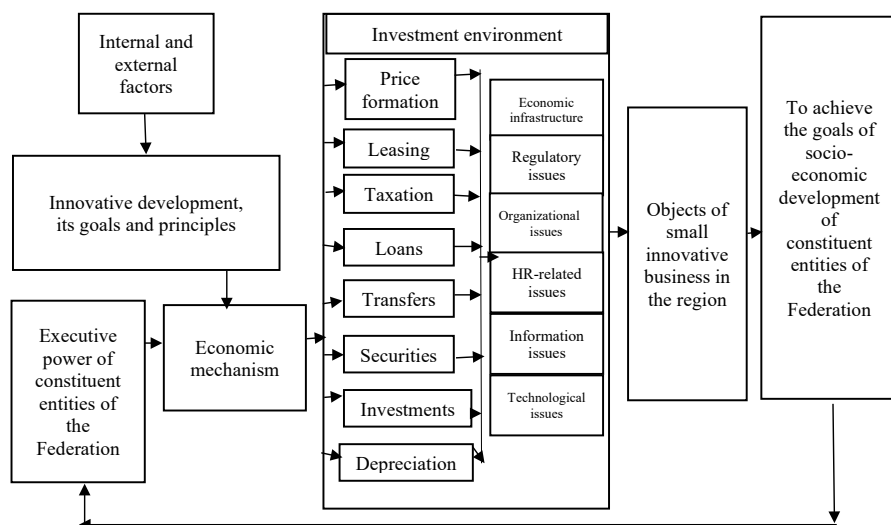 Internal and
external
factors
Innovative development,
its goals and principles
Executive
power of
constituent
entities of
the
Federation
Economic
mechanism
Investment environment
Price
formation
Leasing
Taxation
Loans
Transfers
Securities
Investments
Depreciation
Economic
infrastructure
Regulatory
issues
Organizational
issues
HR-related
issues
Information
issues
Technological
issues
Objects of
small
innovative
business in
the region
To achieve
the goals of
socio-
economic
development
of
constituent
entities of
the
Federation